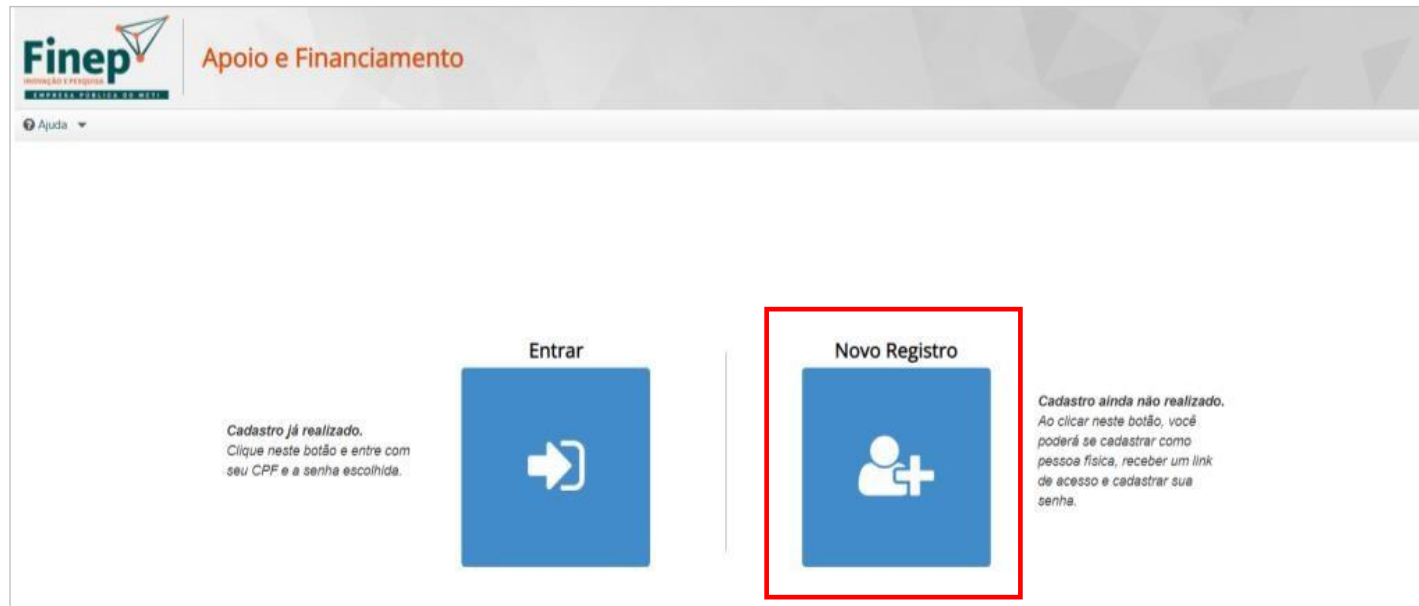 Finep
INOVAÇÃO E PESQUISA
EMPRESA PÚBLICA DO MCTI
Apoio e Financiamento
Ajuda
Entrar
Cadastro já realizado.
Clique neste botão e entre com
seu CPF e a senha escolhida.
Novo Registro
Cadastro ainda não realizado.
Ao clicar neste botão, você
poderá se cadastrar como
pessoa física, receber um link
de acesso e cadastrar sua
senha.